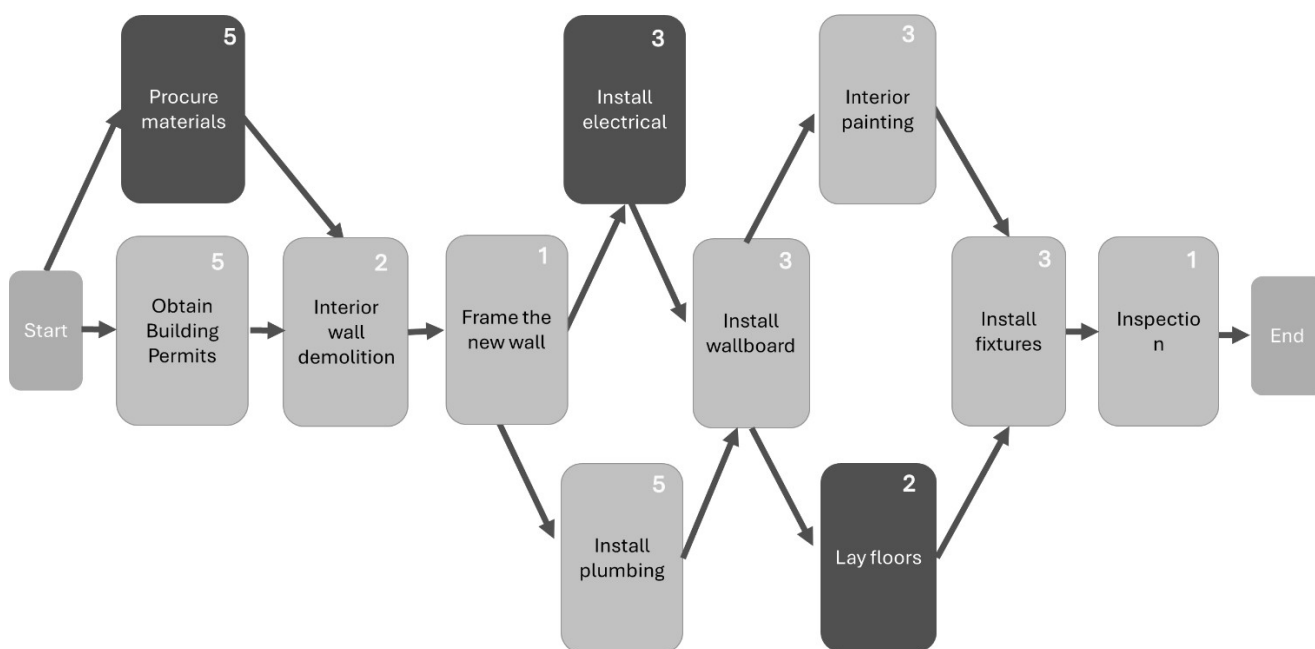 Start
5
Procure
materials
5
Obtain
Building
Permits
2
Interior
wall
demolition
1
Frame the
new wall
3
Install
electrical
5
Install
plumbing
3
Install
wallboard
3
Interior
painting
2
Lay floors
3
Install
fixtures
1
Inspectio
n
End